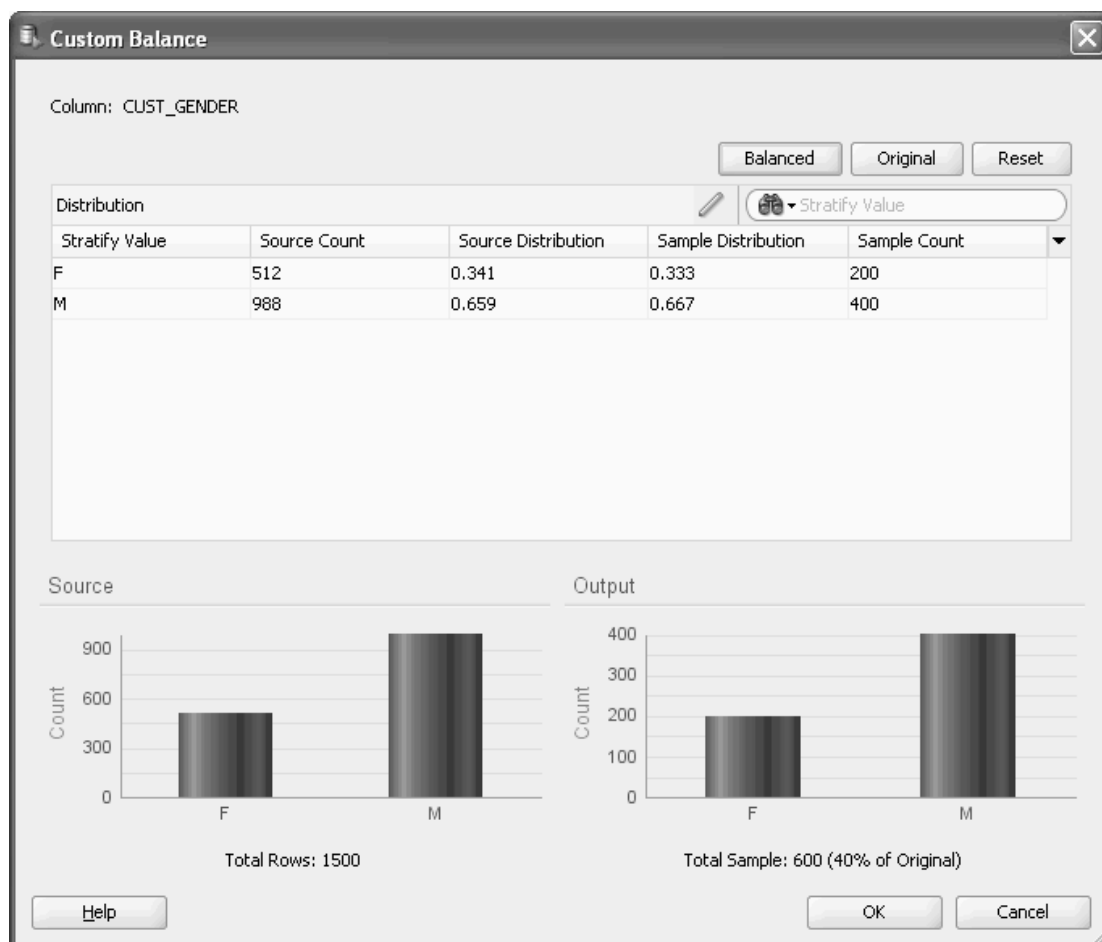 Custom Balance
Column: CUST_GENDER
Balanced Original Reset
Distribution Stratify Value
Stratify Value Source Count Source Distribution Sample Distribution Sample Count
F 512 0.341 0.333 200
M 988 0.659 0.667 400
Source
900
600
300
0
Count
F M
Total Rows: 1500
Output
400
300
200
100
0
Count
F M
Total Sample: 600 (40% of Original)
Help OK Cancel